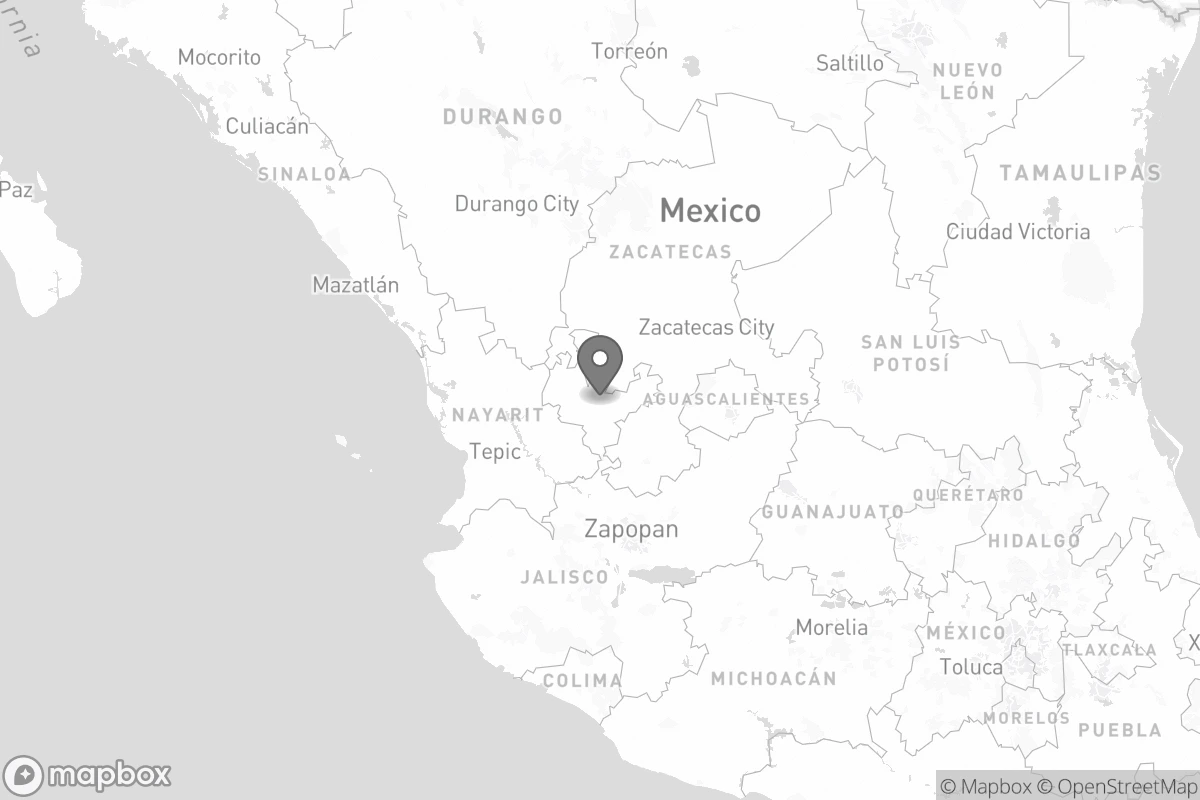 ornia
Mocorito
Torreón
Saltillo
NUEVO
LEÓN
DURANGO
Culiacán
SINALOA
TAMAULIPAS
Paz
Durango City
Mexico
Ciudad Victoria
ZACATECAS
Mazatlán
Zacatecas City
SAN LUIS
POTOSÍ
AGUASCALIENTES
NAYARIT
Tepic
QUERÉTARO
GUANAJUATO
Zapopan
HIDALGO
JALISCO
Morelia
MÉXICO
X
TLAXCALA
Toluca
COLIMA
MICHOACÁN
MORELOS
PUEBLA
mapbox
© Mapbox © OpenStreetMap